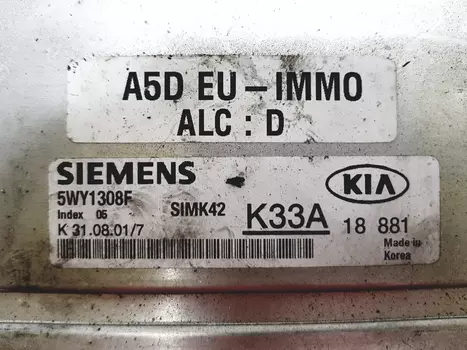 A5D EU – IMMO
ALC : D
SIEMENS
5WY1308F
Index 05
SIMK42
K 31.08.01/7
K33A
KIA
18 881
Made in
Korea